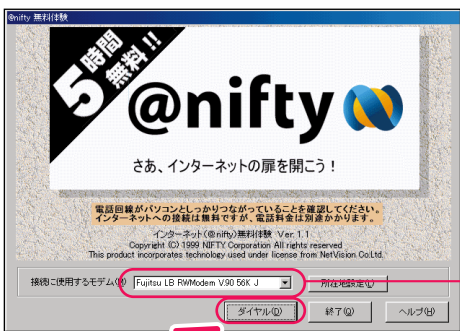 @nifty 無料体験
5時間
無料!!
@nifty
さあ、インターネットの扉を開こう!
電話回線がパソコンとしっかりつながっていることを確認してください。
インターネットへの接続は無料ですが、電話料金は別途かかります。
インターネット(@nifty)無料体験 Ver. 1.1
Copyright (C) 1999 NIFTY Corporation All rights reserved
This product incorporates technology used under license from NetVision Co.Ltd.
接続に使用するモデム(M) Fujitsu LB RWModem V.90 56K J 所在地設定(L)
ダイヤル(D) 終了(Q) ヘルプ(H)